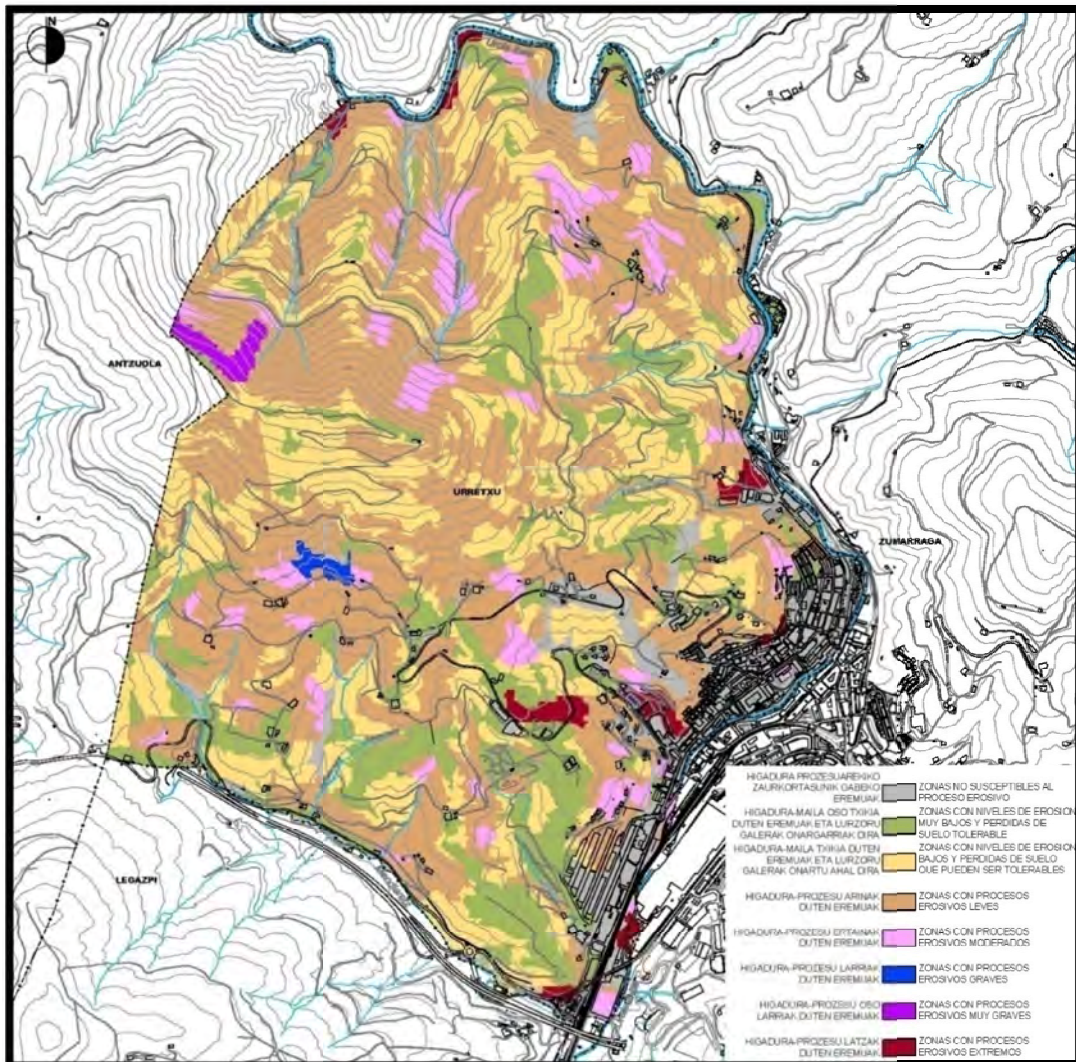 N
ANTZUOLA
URRETXU
ZUMARRAGA
LEGAZPI
HIGADURA PROZESUAREKIKO
ZAURKORTASUNIK GABEKO
EREMUAK
ZONAS NO SUSCEPTIBLES AL
PROCESO EROSIVO
HIGADURA-MAILA OSO TXIKIA
DUTEN EREMUAK ETA LURZORU
GALERAK ONARGARRIAK DIRA
ZONAS CON NIVELES DE EROSION
MUY BAJOS Y PERDIDAS DE
SUELO TOLERABLE
HIGADURA-MAILA TXIKIA DUTEN
EREMUAK ETA LURZORU
GALERAK ONARTU AHAL DIRA
ZONAS CON NIVELES DE EROSION
BAJOS Y PERDIDAS DE SUELO
QUE PUEDEN SER TOLERABLES
HIGADURA-PROZESU ARINAK
DUTEN EREMUAK
ZONAS CON PROCESOS
EROSIVOS LEVES
HIGADURA-PROZESU ERTAINAK
DUTEN EREMUAK
ZONAS CON PROCESOS
EROSIVOS MODERADOS
HIGADURA-PROZESU LARRIAK
DUTEN EREMUAK
ZONAS CON PROCESOS
EROSIVOS GRAVES
HIGADURA-PROZESU OSO
LARRIAK DUTEN EREMUAK
ZONAS CON PROCESOS
EROSIVOS MUY GRAVES
HIGADURA-PROZESU LATZAK
DUTEN EREMUAK
ZONAS CON PROCESOS
EROSIVOS EXTREMOS